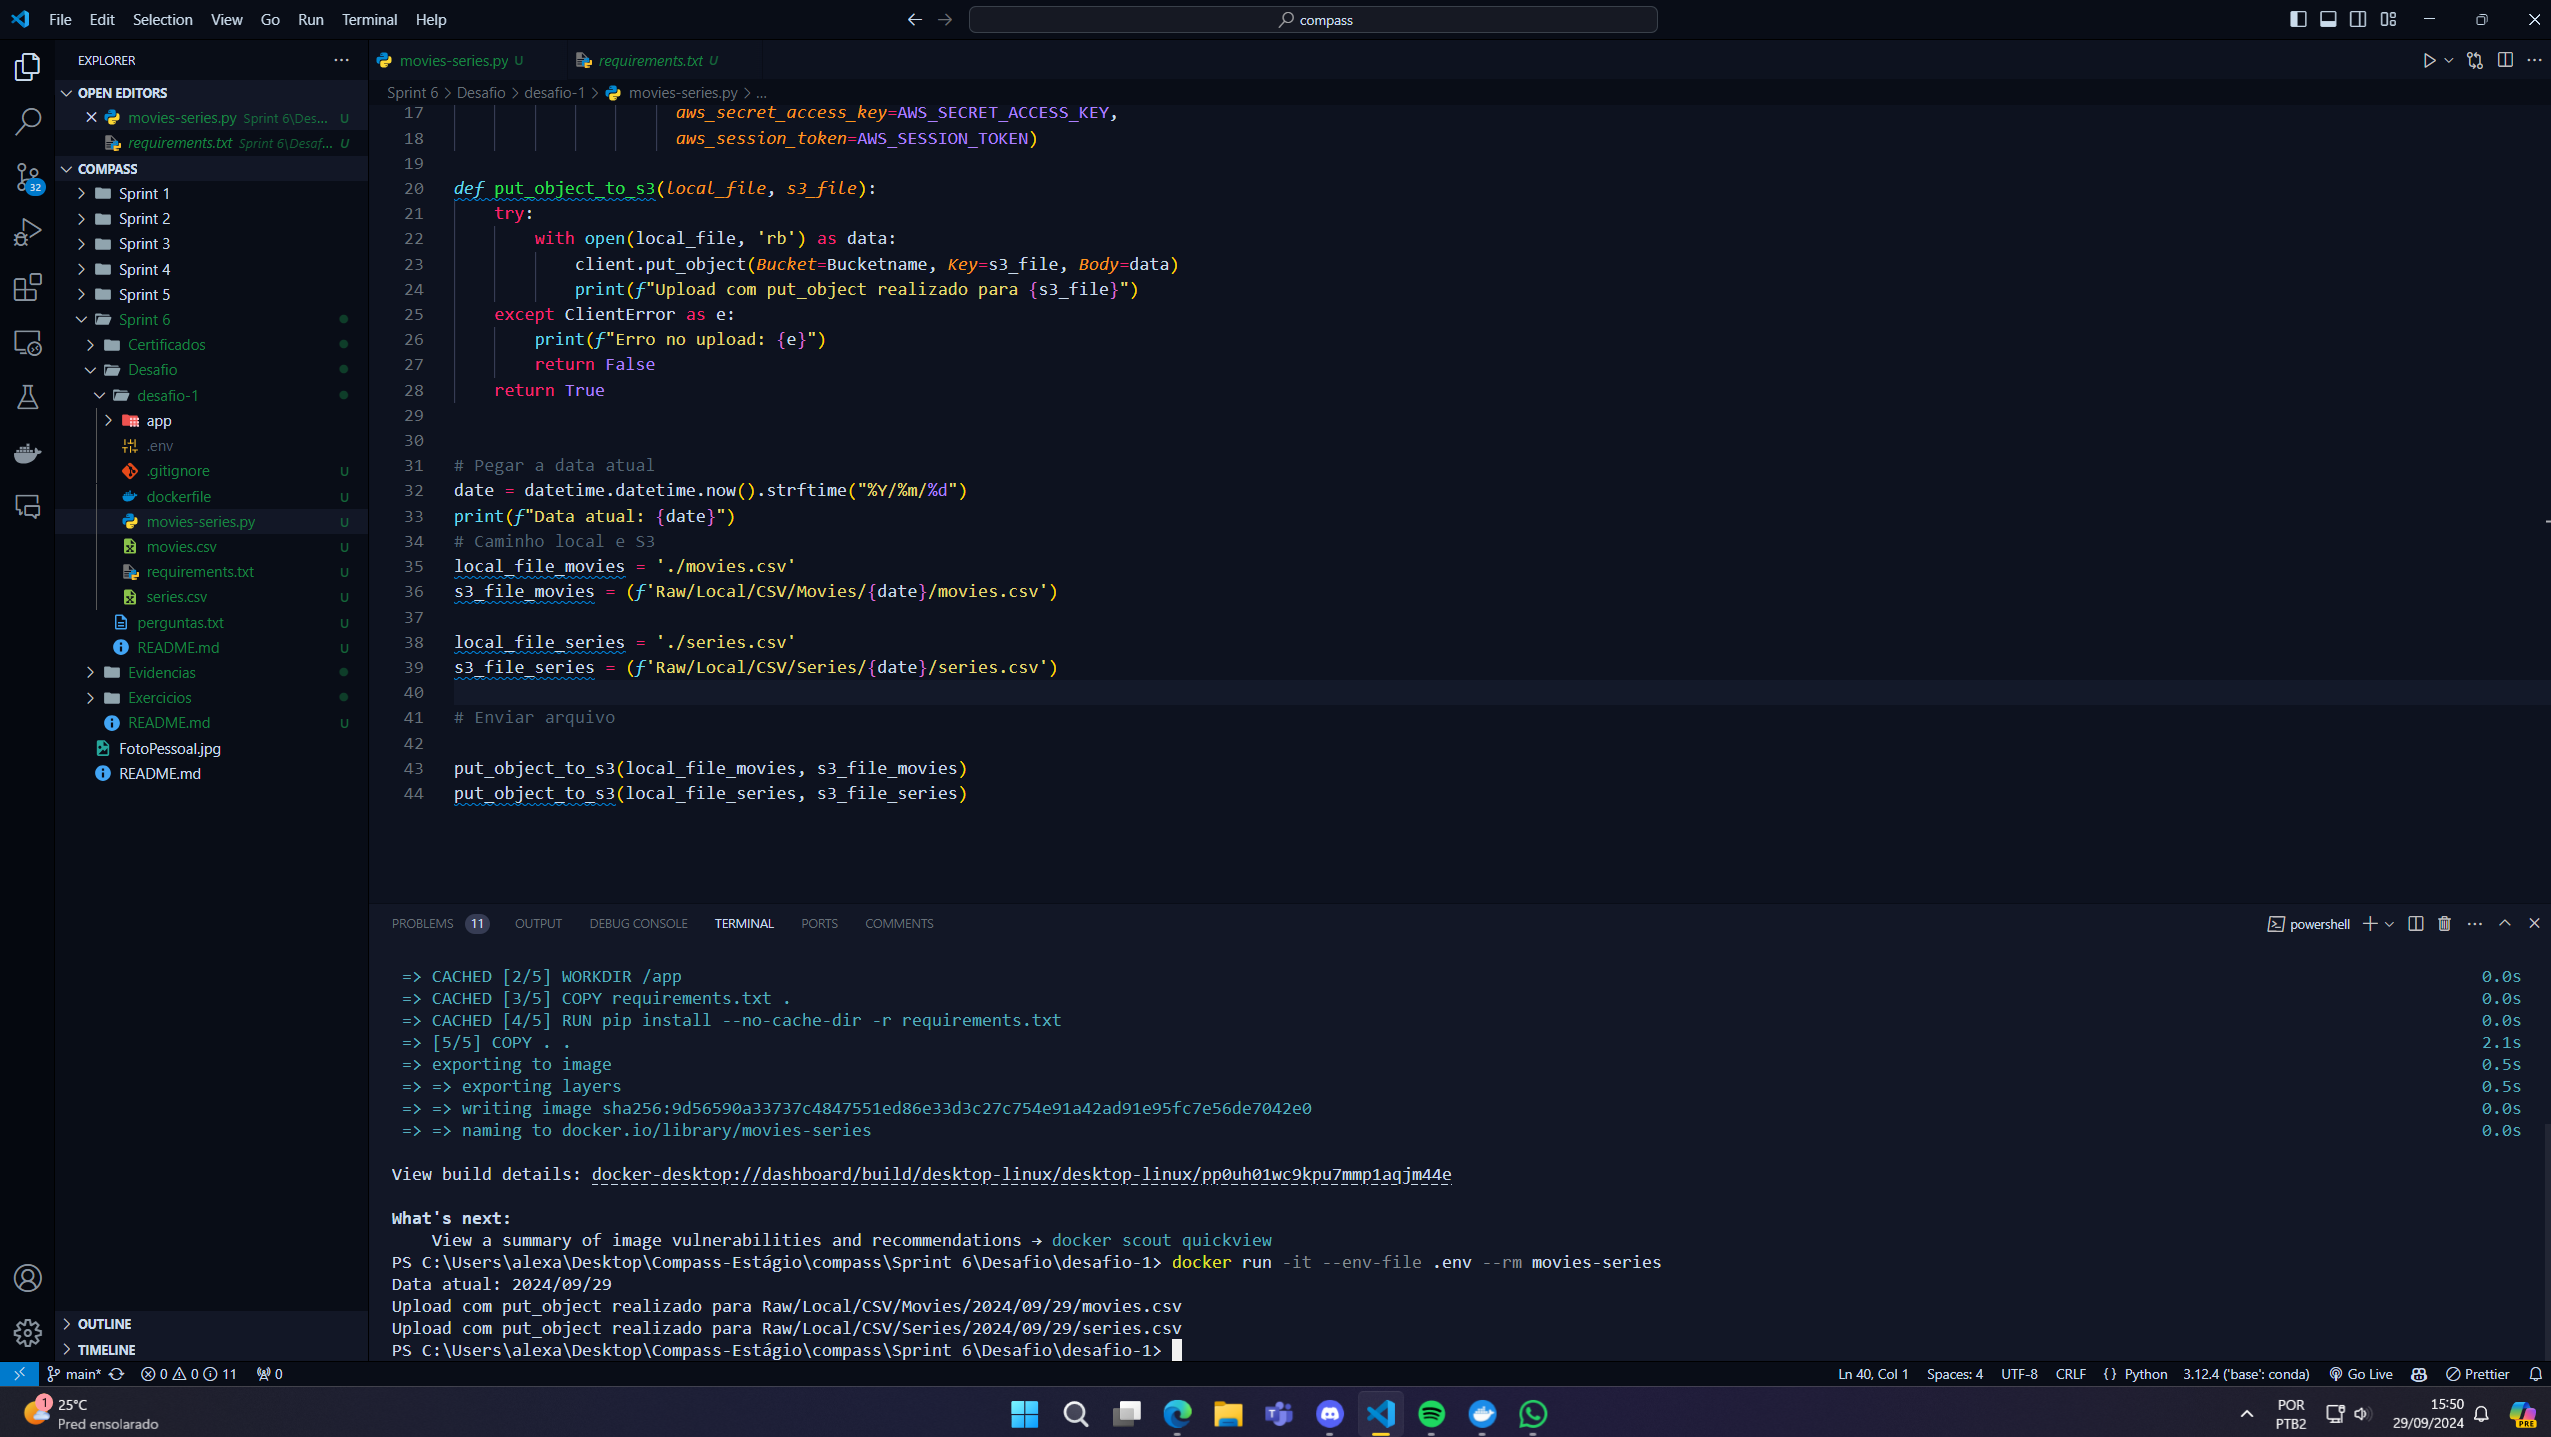 File Edit Selection View Go Run Terminal Help
compass
EXPLORER
OPEN EDITORS
movies-series.py Sprint 6\Des... U
requirements.txt Sprint 6\Desaf... U
COMPASS
Sprint 1
Sprint 2
Sprint 3
Sprint 4
Sprint 5
Sprint 6
Certificados
Desafio
desafio-1
app
.env
.gitignore U
dockerfile U
movies-series.py U
movies.csv U
requirements.txt U
series.csv U
perguntas.txt U
README.md U
Evidencias
Exercicios
README.md U
FotoPessoal.jpg
README.md
OUTLINE
TIMELINE
32
movies-series.py U
requirements.txt U
Sprint 6 > Desafio > desafio-1 > movies-series.py > ...
17 aws_secret_access_key=AWS_SECRET_ACCESS_KEY,
18 aws_session_token=AWS_SESSION_TOKEN)
19
20 def put_object_to_s3(local_file, s3_file):
21 try:
22 with open(local_file, 'rb') as data:
23 client.put_object(Bucket=Bucketname, Key=s3_file, Body=data)
24 print(f"Upload com put_object realizado para {s3_file}")
25 except ClientError as e:
26 print(f"Erro no upload: {e}")
27 return False
28 return True
29
30
31 # Pegar a data atual
32 date = datetime.datetime.now().strftime("%Y/%m/%d")
33 print(f"Data atual: {date}")
34 # Caminho local e S3
35 local_file_movies = './movies.csv'
36 s3_file_movies = (f'Raw/Local/CSV/Movies/{date}/movies.csv')
37
38 local_file_series = './series.csv'
39 s3_file_series = (f'Raw/Local/CSV/Series/{date}/series.csv')
40
41 # Enviar arquivo
42
43 put_object_to_s3(local_file_movies, s3_file_movies)
44 put_object_to_s3(local_file_series, s3_file_series)
PROBLEMS 11 OUTPUT DEBUG CONSOLE TERMINAL PORTS COMMENTS
powershell
=> CACHED [2/5] WORKDIR /app 0.0s
=> CACHED [3/5] COPY requirements.txt . 0.0s
=> CACHED [4/5] RUN pip install --no-cache-dir -r requirements.txt 0.0s
=> [5/5] COPY . . 2.1s
=> exporting to image 0.5s
=> => exporting layers 0.5s
=> => writing image sha256:9d56590a33737c4847551ed86e33d3c27c754e91a42ad91e95fc7e56de7042e0 0.0s
=> => naming to docker.io/library/movies-series 0.0s
View build details: docker-desktop://dashboard/build/desktop-linux/desktop-linux/pp0uh01wc9kpu7mmp1aqjm44e
What's next:
View a summary of image vulnerabilities and recommendations → docker scout quickview
PS C:\Users\alexa\Desktop\Compass-Estágio\compass\Sprint 6\Desafio\desafio-1> docker run -it --env-file .env --rm movies-series
Data atual: 2024/09/29
Upload com put_object realizado para Raw/Local/CSV/Movies/2024/09/29/movies.csv
Upload com put_object realizado para Raw/Local/CSV/Series/2024/09/29/series.csv
PS C:\Users\alexa\Desktop\Compass-Estágio\compass\Sprint 6\Desafio\desafio-1>
main* 0 0 11 0
Ln 40, Col 1 Spaces: 4 UTF-8 CRLF {} Python 3.12.4 ('base': conda) Go Live Prettier
1
25°C
Pred ensolarado
POR
PTB2
15:50
29/09/2024
PRE